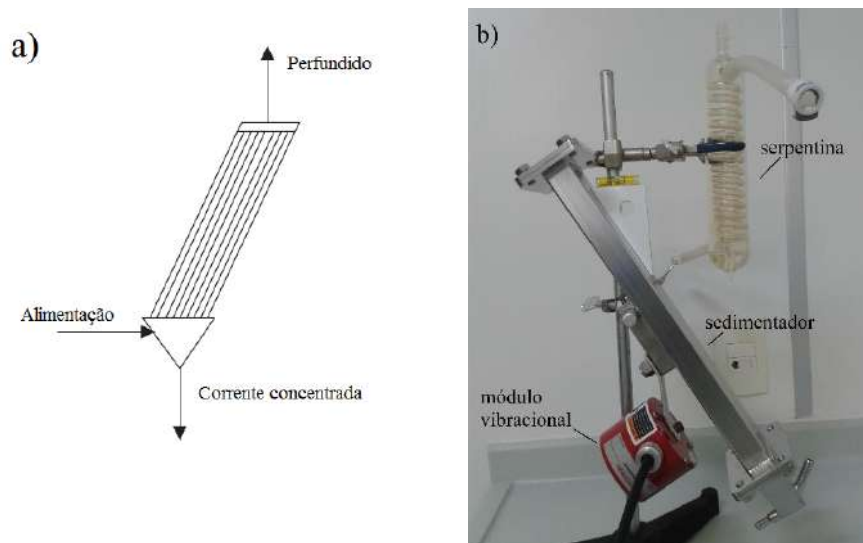 a)
Perfundido
Alimentação
Corrente concentrada
b)
serpentina
sedimentador
módulo
vibracional